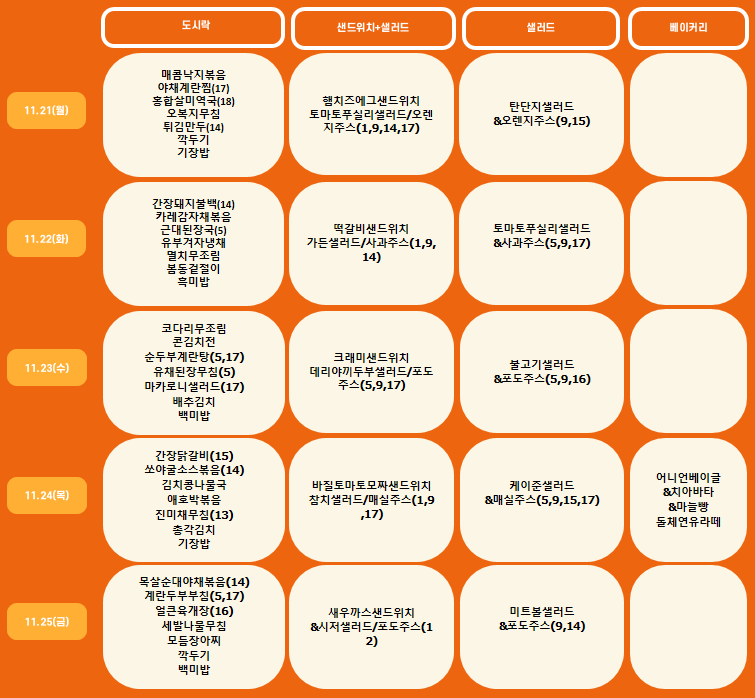 도시락
샌드위치+샐러드
샐러드
베이커리
11.21(월)
매콤낙지볶음
야채계란찜(17)
홍합살미역국(18)
오복지무침
튀김만두(14)
깍두기
기장밥
햄치즈에그샌드위치
토마토푸실리샐러드/오렌
지주스(1,9,14,17)
탄단지샐러드
&오렌지주스(9,15)
11.22(화)
간장돼지불백(14)
카레감자채볶음
근대된장국(5)
유부겨자냉채
멸치무조림
봄동겉절이
흑미밥
떡갈비샌드위치
가든샐러드/사과주스(1,9,
14)
토마토푸실리샐러드
&사과주스(5,9,17)
11.23(수)
코다리무조림
콘김치전
순두부계란탕(5,17)
유채된장무침(5)
마카로니샐러드(17)
배추김치
백미밥
크래미샌드위치
데리야끼두부샐러드/포도
주스(5,9,17)
불고기샐러드
&포도주스(5,9,16)
11.24(목)
간장닭갈비(15)
쏘야굴소스볶음(14)
김치콩나물국
애호박볶음
진미채무침(13)
총각김치
기장밥
바질토마토모짜샌드위치
참치샐러드/매실주스(1,9
,17)
케이준샐러드
&매실주스(5,9,15,17)
어니언베이글
&치아바타
&마늘빵
돌체연유라떼
11.25(금)
목살순대야채볶음(14)
계란두부부침(5,17)
얼큰육개장(16)
세발나물무침
모듬장아찌
깍두기
백미밥
새우까스샌드위치
&시저샐러드/포도주스(1
2)
미트볼샐러드
&포도주스(9,14)